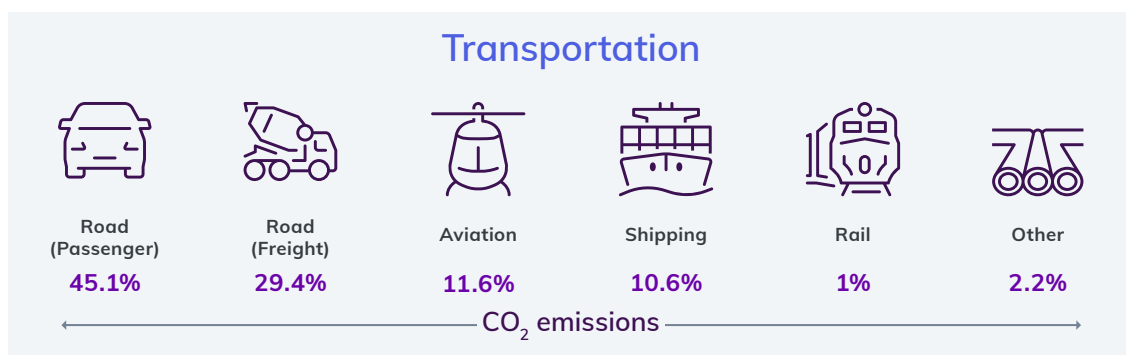 Transportation
Road
(Passenger)
45.1%
Road
(Freight)
29.4%
Aviation
11.6%
Shipping
10.6%
Rail
1%
Other
2.2%
CO₂ emissions